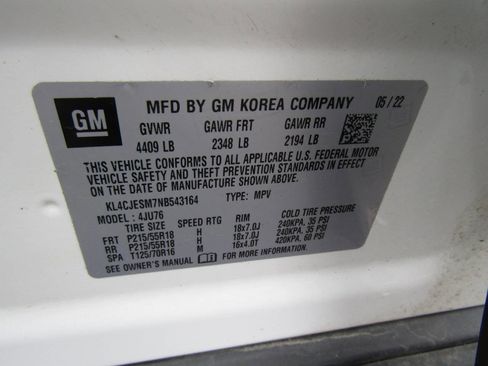 GM
MFD BY GM KOREA COMPANY 05 / 22
GVWR GAWR FRT GAWR RR
4409 LB 2348 LB 2194 LB
THIS VEHICLE CONFORMS TO ALL APPLICABLE U.S. FEDERAL MOTOR
VEHICLE SAFETY AND THEFT PREVENTION STANDARDS IN EFFECT
ON THE DATE OF MANUFACTURE SHOWN ABOVE.
KL4CJESM7NB543164 TYPE: MPV
MODEL: 4JU76
TIRE SIZE SPEED RTG RIM COLD TIRE PRESSURE
FRT P215/55R18 H 18x7.0J 240KPA, 35 PSI
RR P215/55R18 H 18x7.0J 240KPA, 35 PSI
SPA T125/70R16 M 16x4.0T 420KPA, 60 PSI
SEE OWNER'S MANUAL FOR MORE INFORMATION.